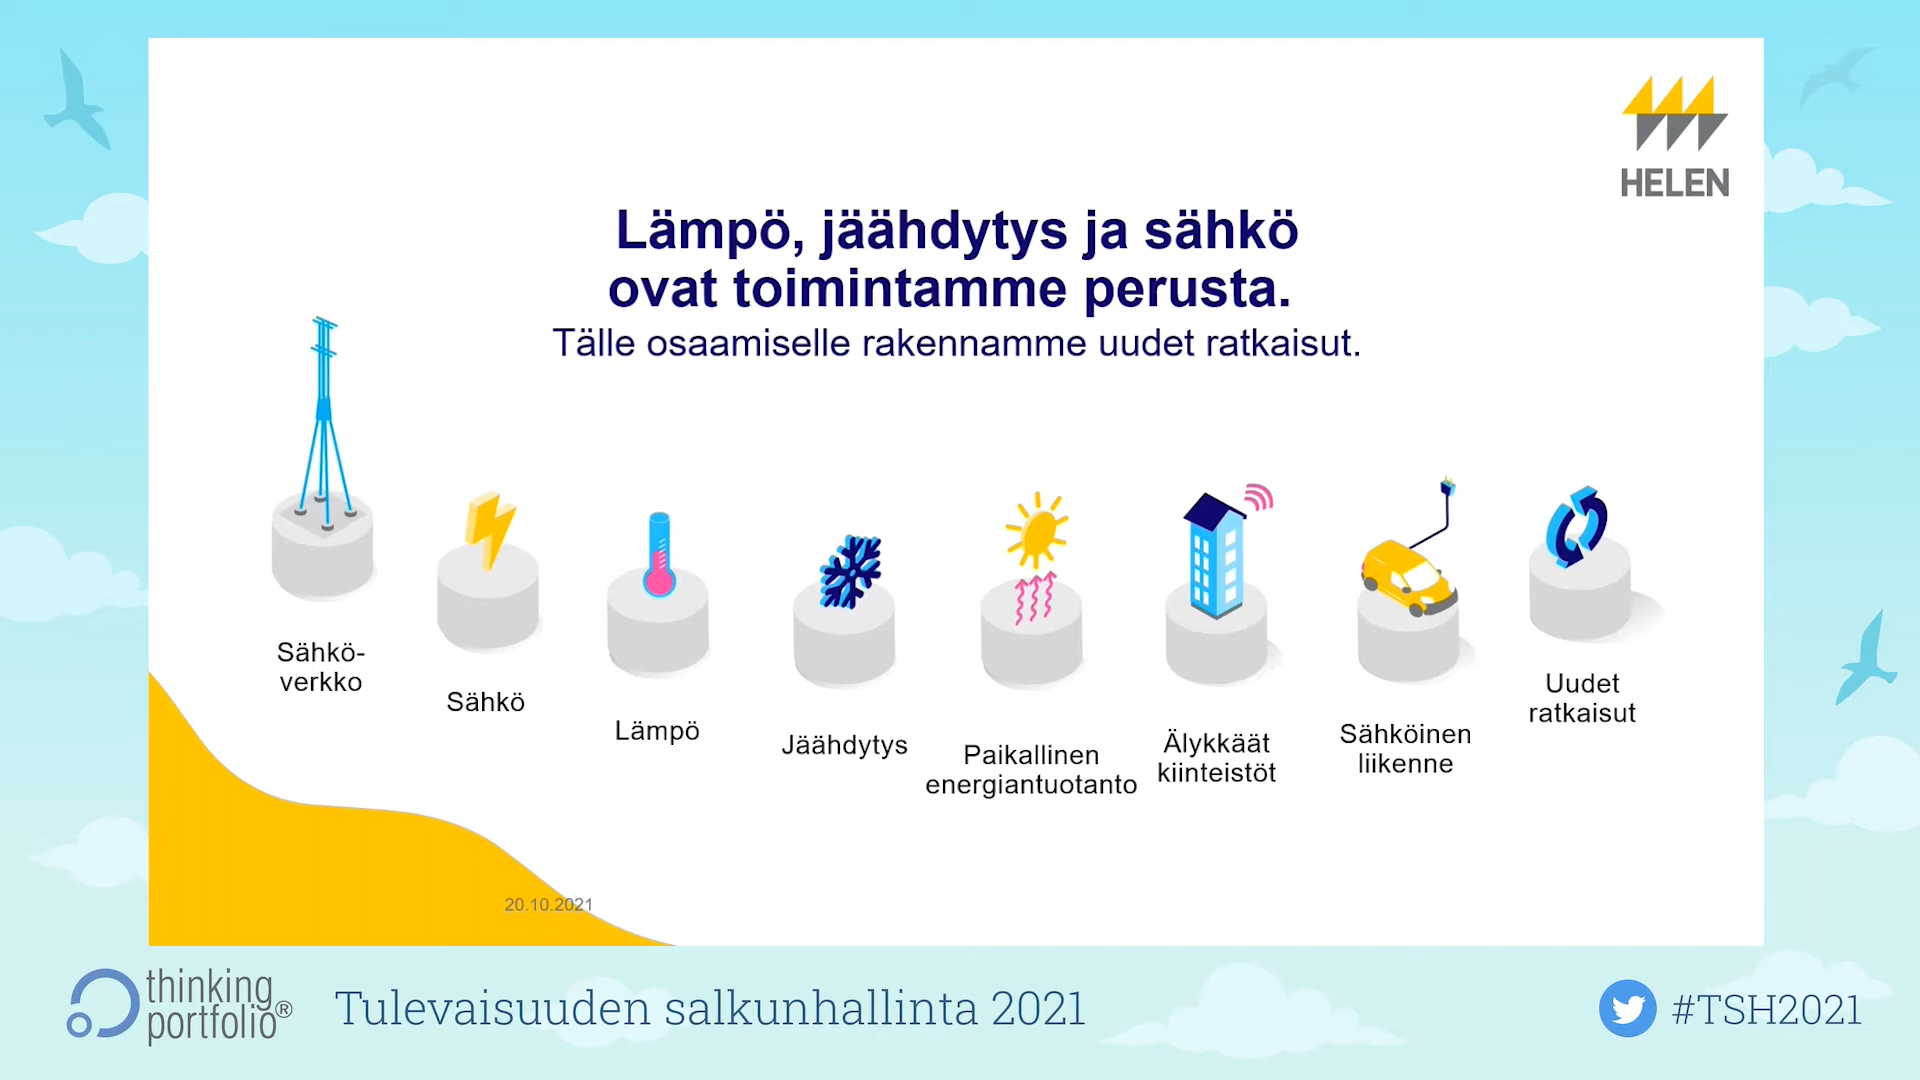 HELEN
Lämpö, jäähdytys ja sähkö
ovat toimintamme perusta.
Tälle osaamiselle rakennamme uudet ratkaisut.
Sähkö-
verkko
Sähkö
Lämpö
Jäähdytys
Paikallinen
energiantuotanto
Älykkäät
kiinteistöt
Sähköinen
liikenne
Uudet
ratkaisut
20.10.2021
thinking
portfolio®
Tulevaisuuden salkunhallinta 2021
#TSH2021